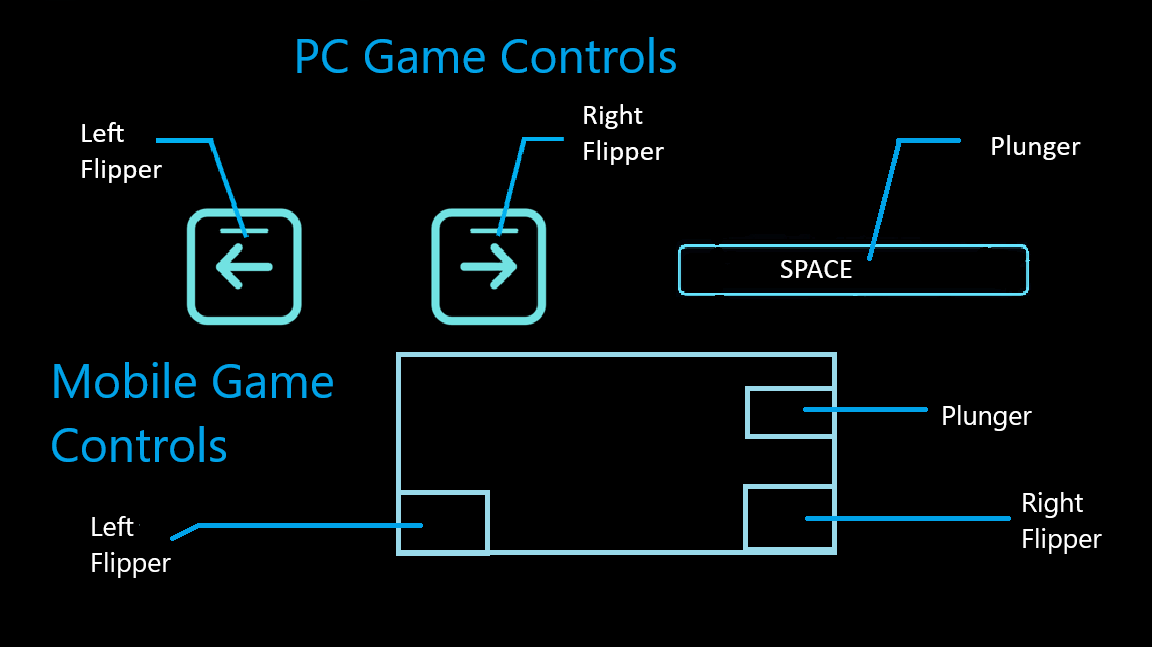 PC Game Controls
Left
Flipper
Right
Flipper
Plunger
SPACE
Mobile Game
Controls
Plunger
Left
Flipper
Right
Flipper